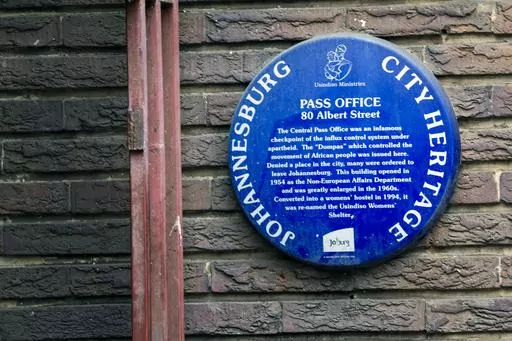 JOHANNESBURG CITY HERITAGE
Usindiso Ministries
PASS OFFICE
80 Albert Street
The Central Pass Office was an infamous
checkpoint of the influx control system under
apartheid. The "Dompas" which controlled the
movement of African people was issued here.
Denied a place in the city, many were ordered to
leave Johannesburg. This building opened in
1954 as the Non-European Affairs Department
and was greatly enlarged in the 1960s.
Converted into a womens' hostel in 1994, it
was re-named the Usindiso Womens'
Shelter.
Joburg